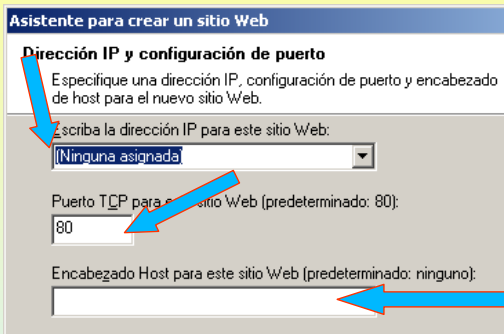 Asistente para crear un sitio Web
Dirección IP y configuración de puerto
Especifique una dirección IP, configuración de puerto y encabezado
de host para el nuevo sitio Web.
Escriba la dirección IP para este sitio Web:
(Ninguna asignada)
Puerto TCP para este sitio Web (predeterminado: 80):
80
Encabezado Host para este sitio Web (predeterminado: ninguno):